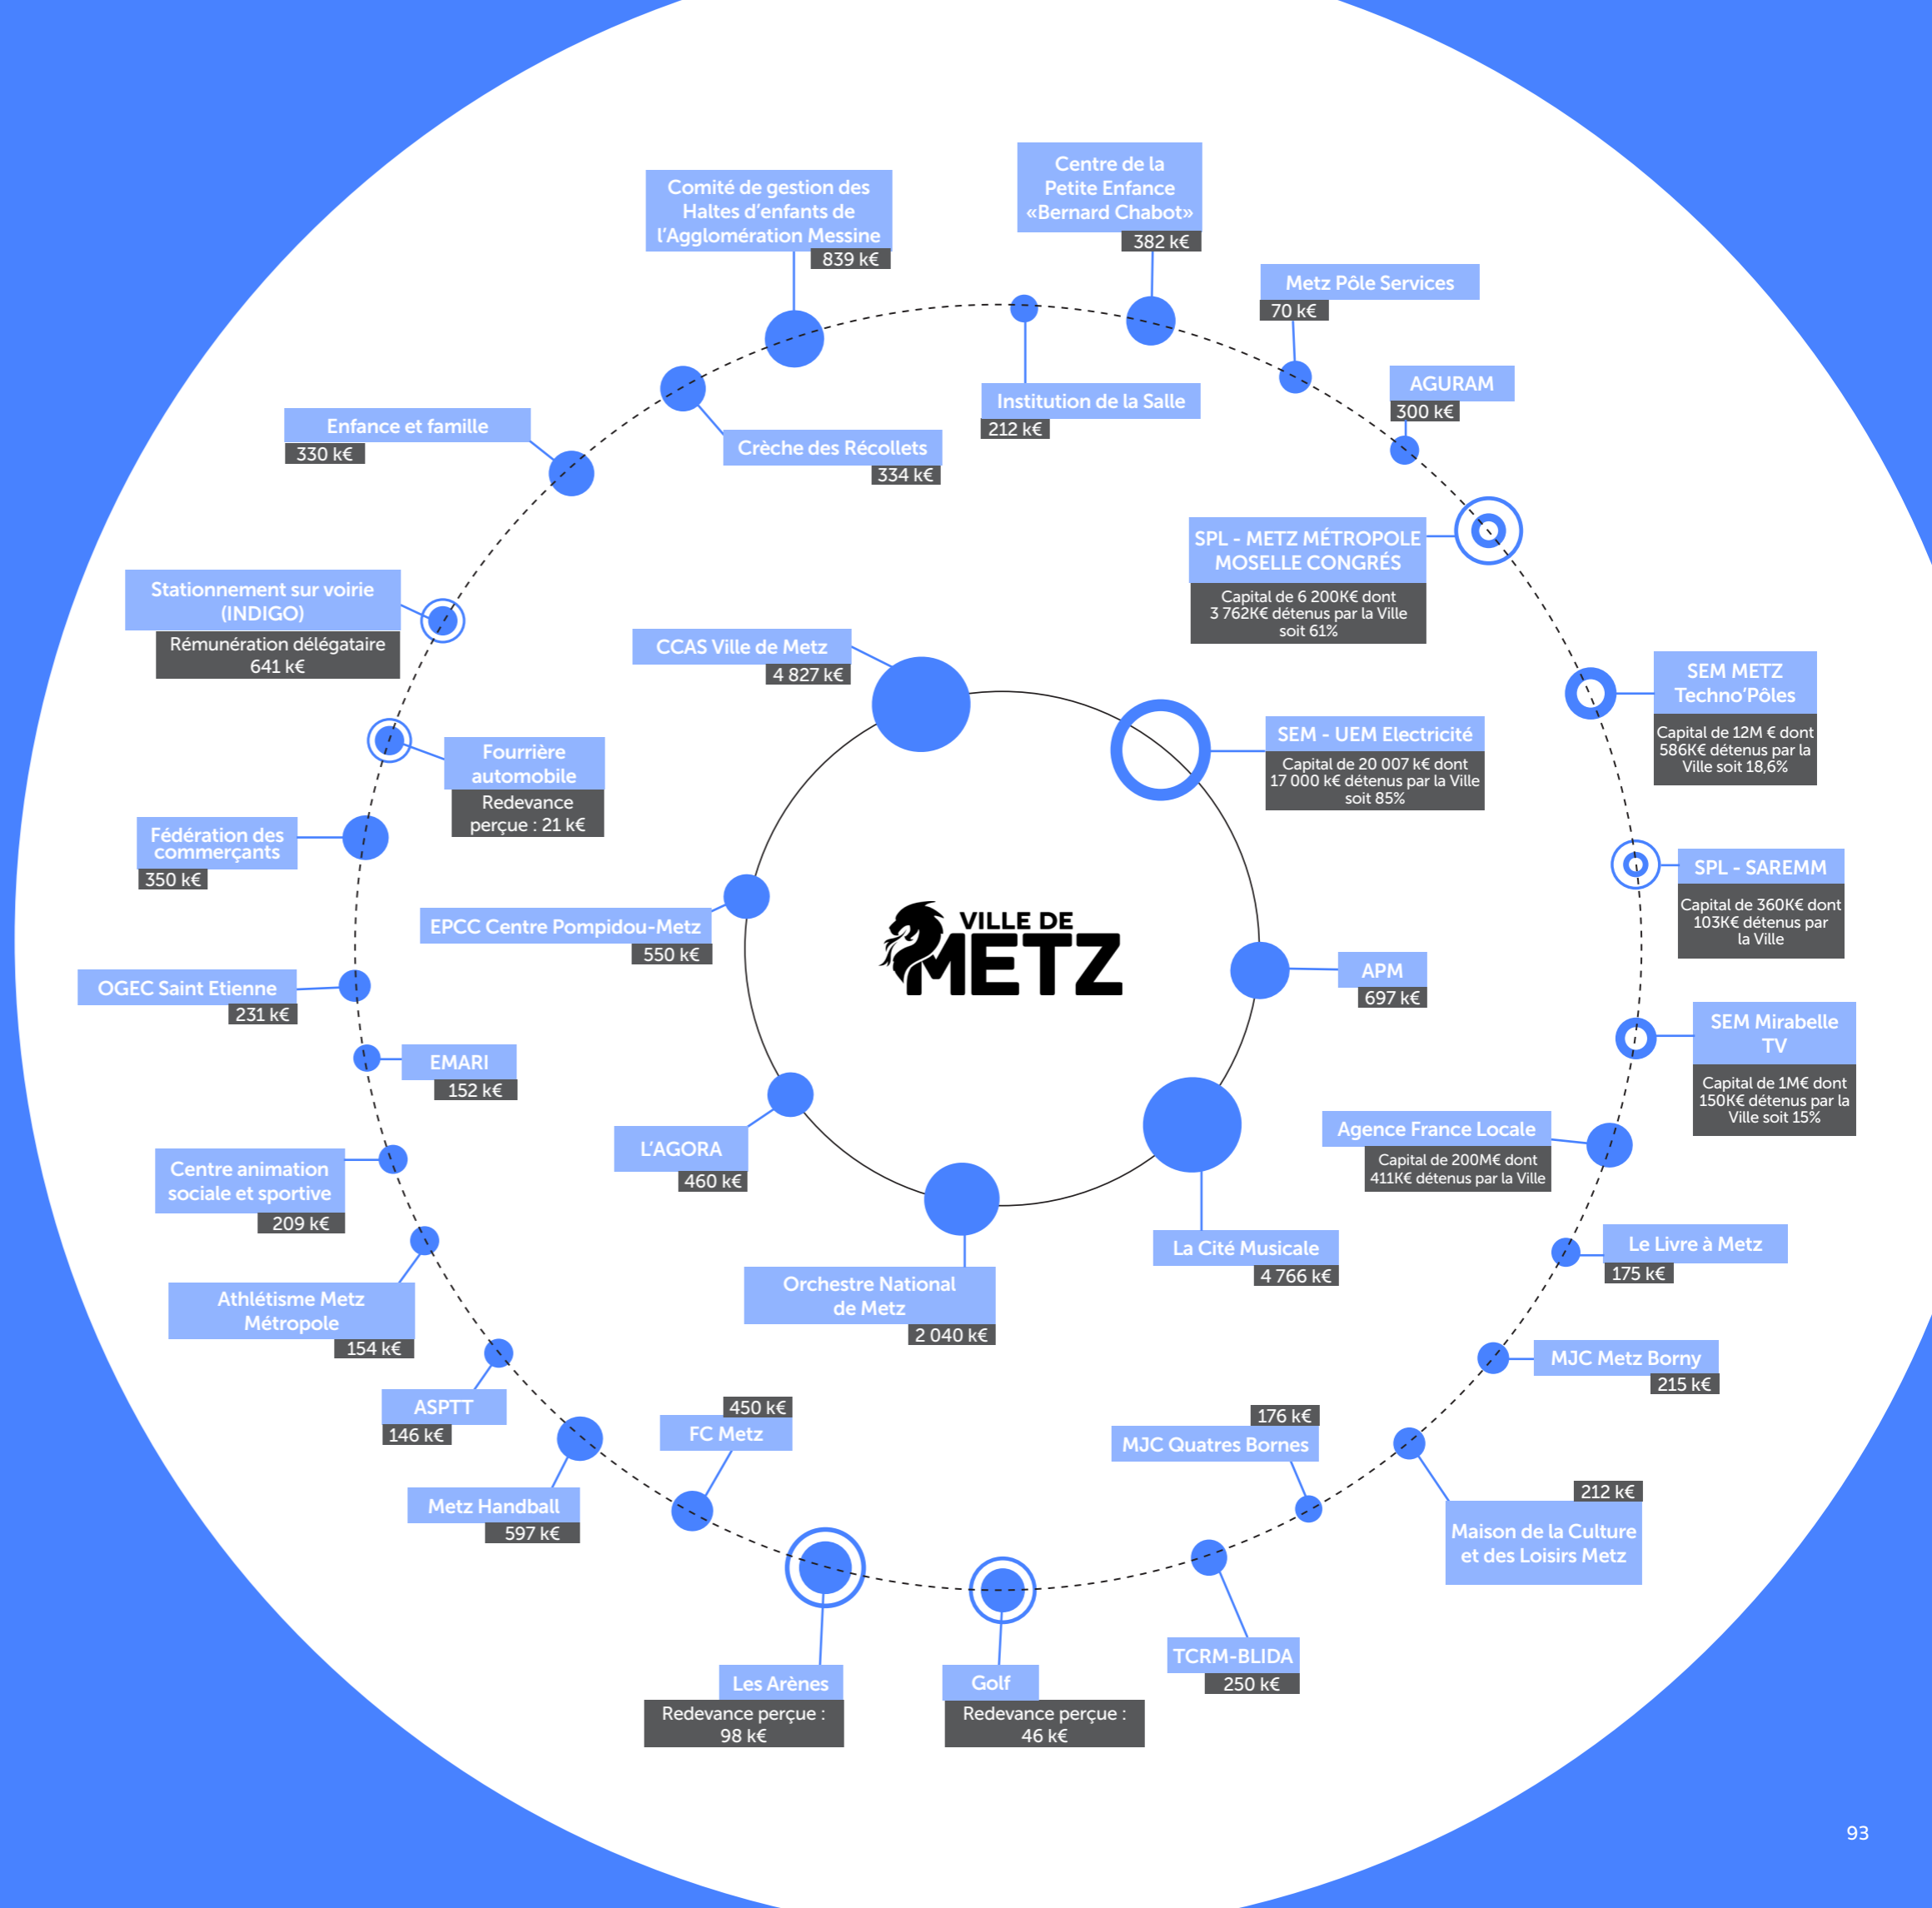 Comité de gestion des
Haltes d'enfants de
l'Agglomération Messine
839 k€
Centre de la
Petite Enfance
«Bernard Chabot»
382 k€
Metz Pôle Services
70 k€
AGURAM
300 k€
Institution de la Salle
212 k€
Enfance et famille
330 k€
Crèche des Récollets
334 k€
SPL - METZ MÉTROPOLE
MOSELLE CONGRÉS
Capital de 6 200K€ dont
3 762K€ détenus par la Ville
soit 61%
Stationnement sur voirie
(INDIGO)
Rémunération délégataire
641 k€
CCAS Ville de Metz
4 827 k€
SEM METZ
Techno'Pôles
Capital de 12M € dont
586K€ détenus par la
Ville soit 18,6%
SEM - UEM Electricité
Capital de 20 007 k€ dont
17 000 k€ détenus par la Ville
soit 85%
Fourrière
automobile
Redevance
perçue : 21 k€
Fédération des
commerçants
350 k€
SPL - SAREMM
Capital de 360K€ dont
103K€ détenus par
la Ville
EPCC Centre Pompidou-Metz
550 k€
VILLE DE
METZ
APM
697 k€
OGEC Saint Etienne
231 k€
SEM Mirabelle
TV
Capital de 1M€ dont
150K€ détenus par la
Ville soit 15%
EMARI
152 k€
L'AGORA
460 k€
Agence France Locale
Capital de 200M€ dont
411K€ détenus par la Ville
Centre animation
sociale et sportive
209 k€
La Cité Musicale
4 766 k€
Le Livre à Metz
175 k€
Orchestre National
de Metz
2 040 k€
Athlétisme Metz
Métropole
154 k€
MJC Metz Borny
215 k€
ASPTT
146 k€
450 k€
FC Metz
176 k€
MJC Quatres Bornes
Metz Handball
597 k€
212 k€
Maison de la Culture
et des Loisirs Metz
TCRM-BLIDA
250 k€
Les Arènes
Redevance perçue :
98 k€
Golf
Redevance perçue :
46 k€
93